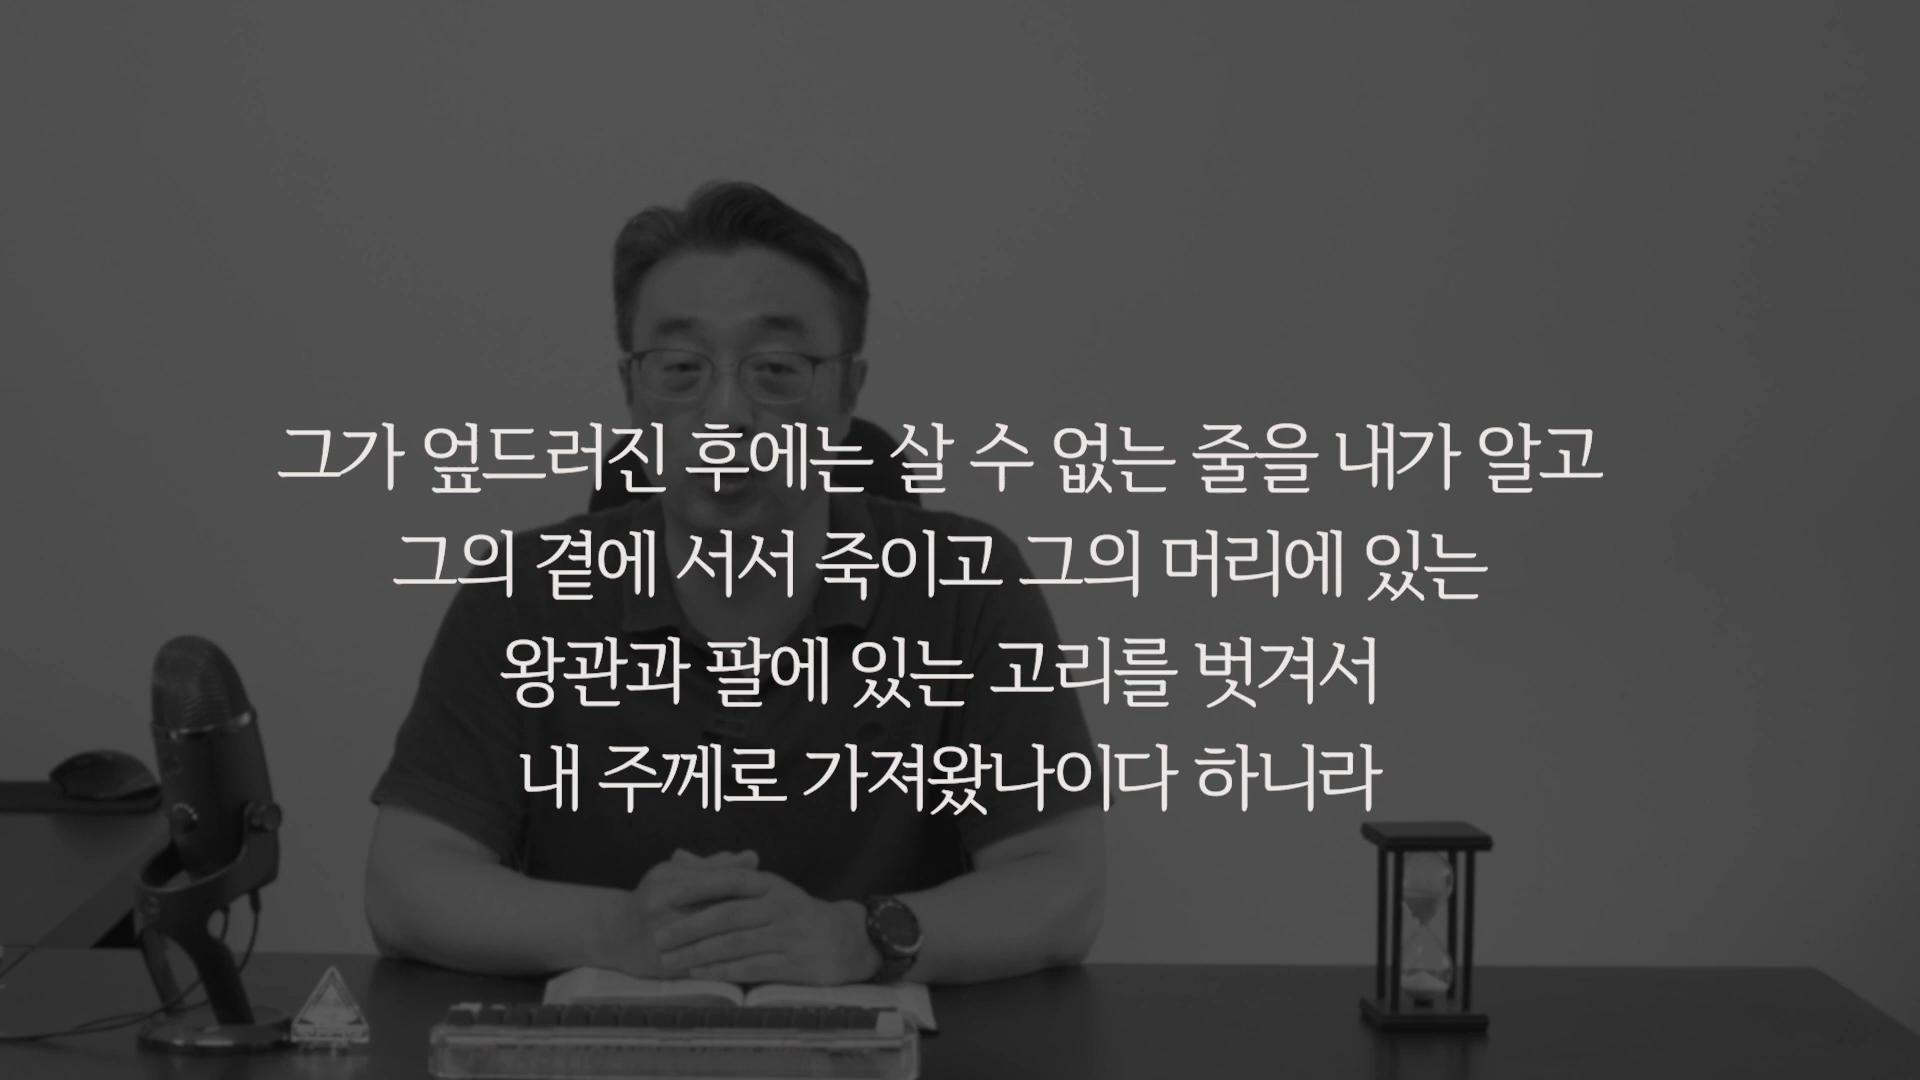 그가 엎드러진 후에는 살 수 없는 줄을 내가 알고
그의 곁에 서서 죽이고 그의 머리에 있는
왕관과 팔에 있는 고리를 벗겨서
내 주께로 가져왔나이다 하니라